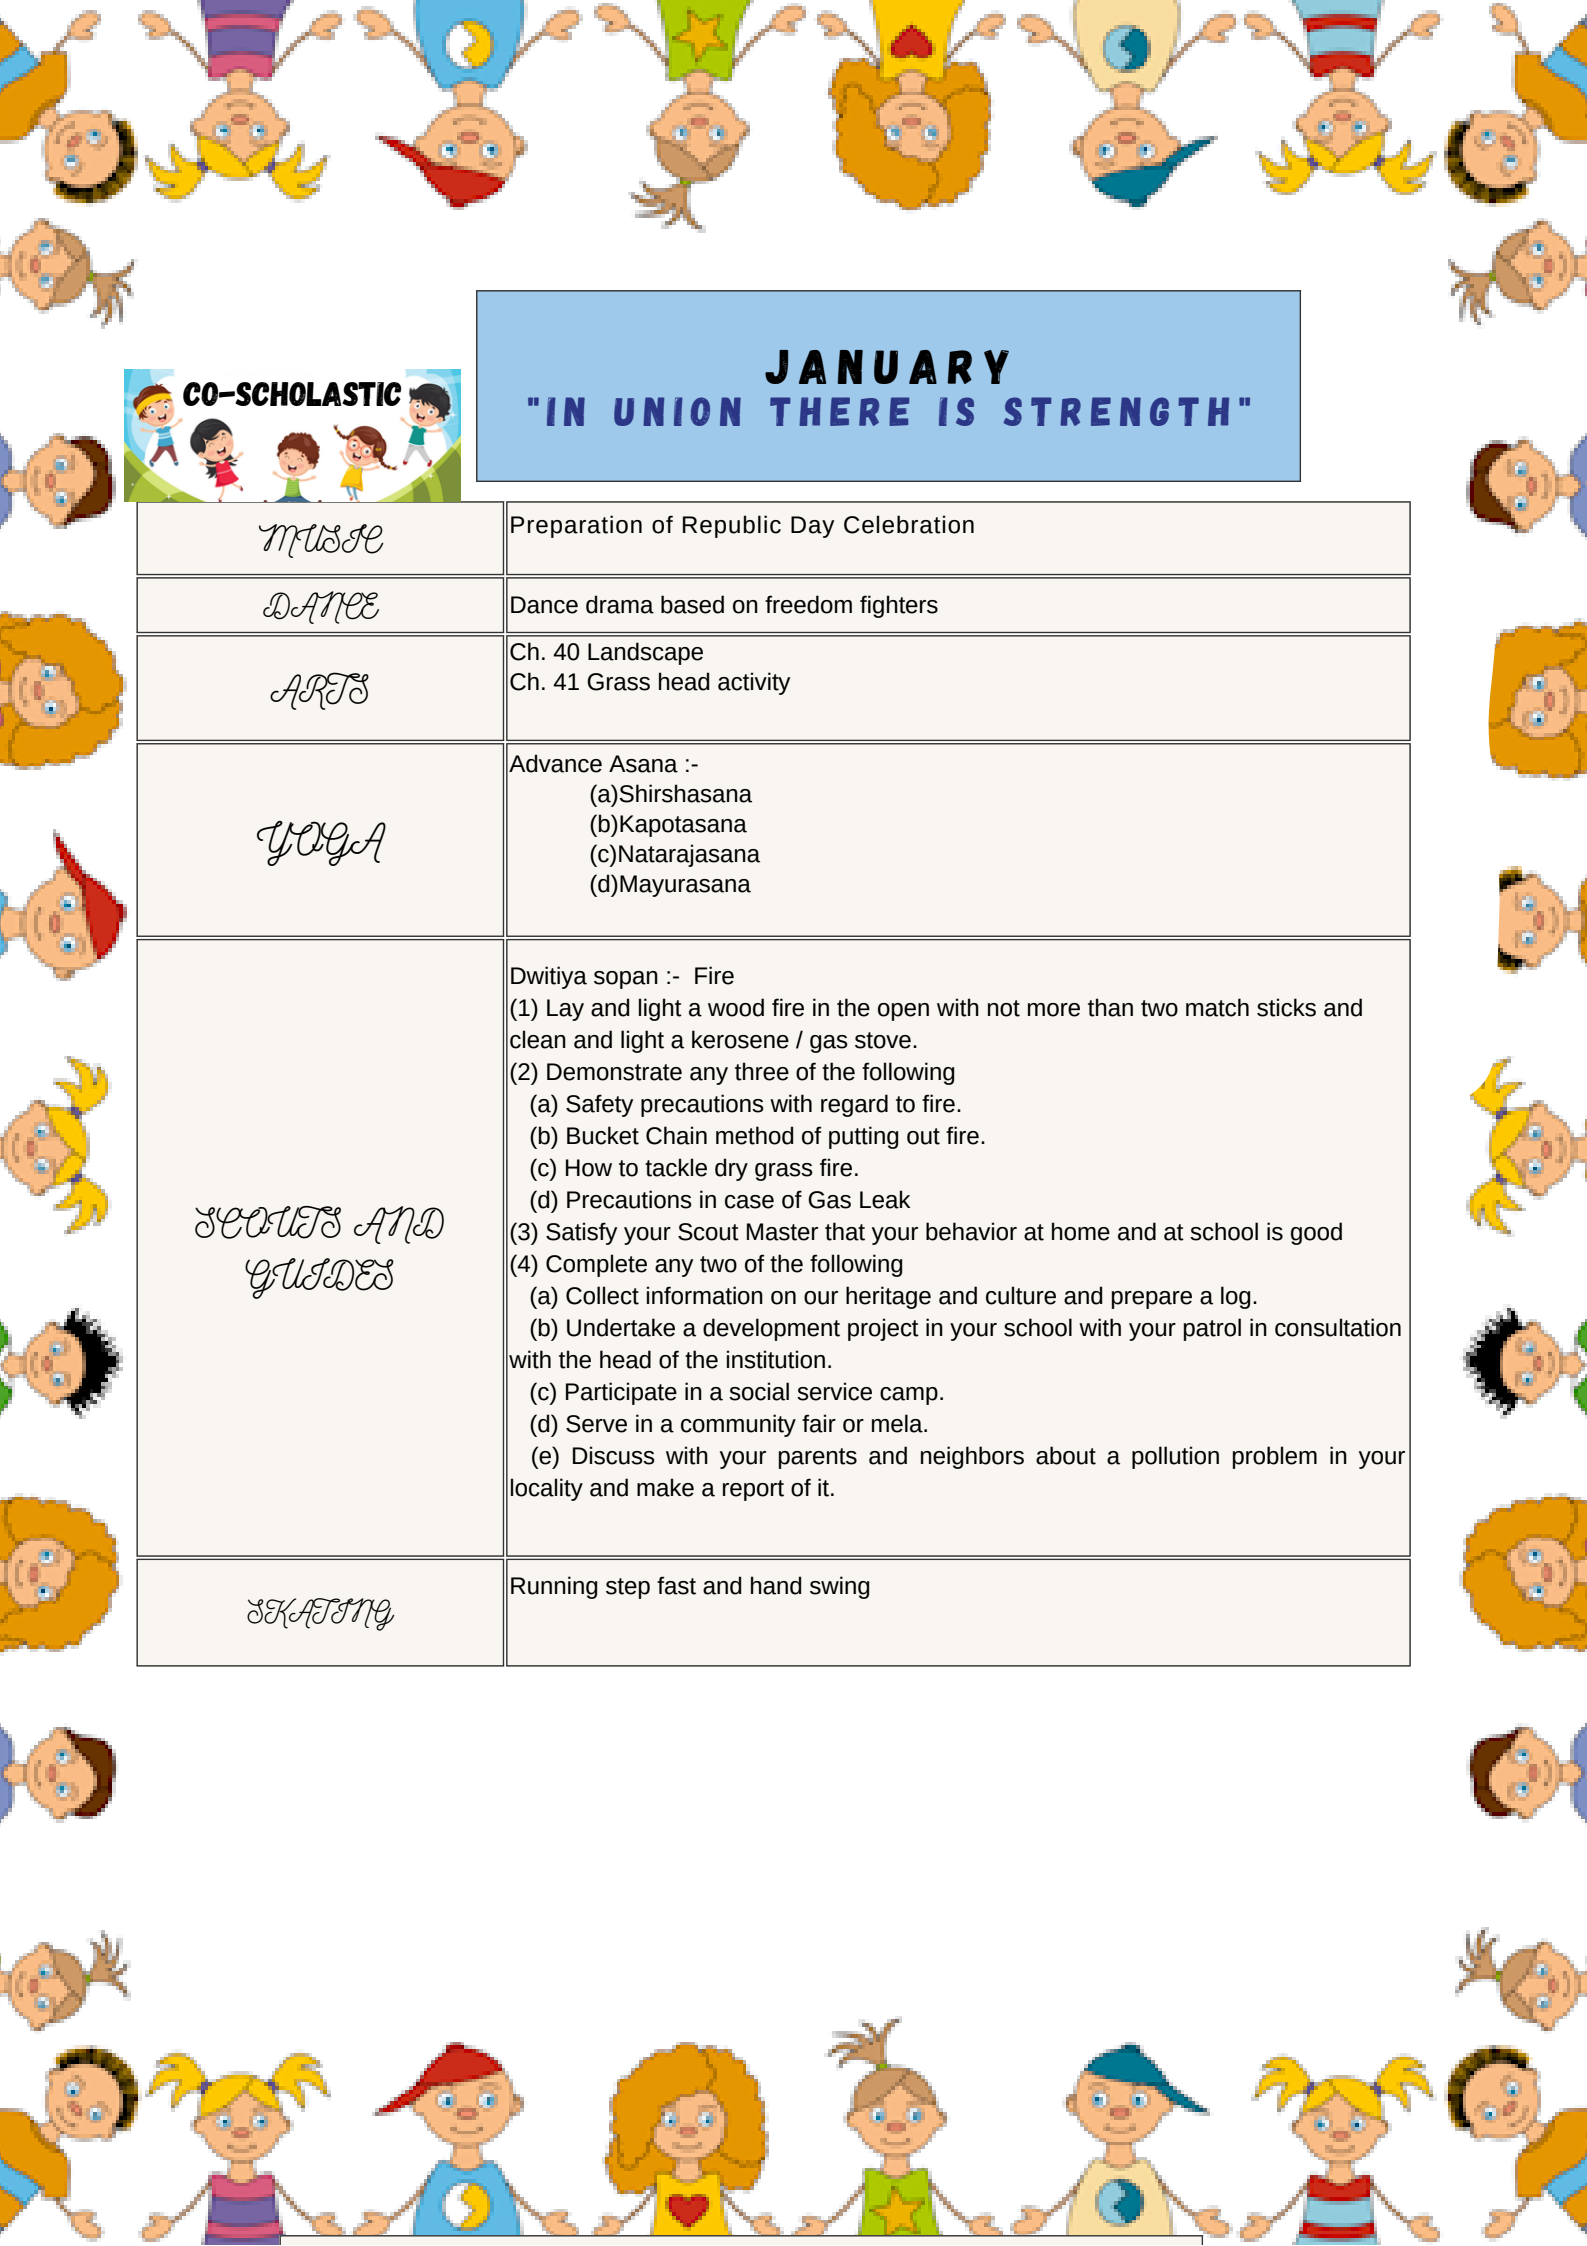 CO-SCHOLASTIC
JANUARY
"IN UNION THERE IS STRENGTH"
MUSIC
Preparation of Republic Day Celebration
DANCE
Dance drama based on freedom fighters
ARTS
Ch. 40 Landscape
Ch. 41 Grass head activity
YOGA
Advance Asana :-
(a)Shirshasana
(b)Kapotasana
(c)Natarajasana
(d)Mayurasana
SCOUTS AND
GUIDES
Dwitiya sopan :-  Fire
(1) Lay and light a wood fire in the open with not more than two match sticks and
clean and light a kerosene / gas stove.
(2) Demonstrate any three of the following
(a) Safety precautions with regard to fire.
(b) Bucket Chain method of putting out fire.
(c) How to tackle dry grass fire.
(d) Precautions in case of Gas Leak
(3) Satisfy your Scout Master that your behavior at home and at school is good
(4) Complete any two of the following
(a) Collect information on our heritage and culture and prepare a log.
(b) Undertake a development project in your school with your patrol in consultation
with the head of the institution.
(c) Participate in a social service camp.
(d) Serve in a community fair or mela.
(e) Discuss with your parents and neighbors about a pollution problem in your
locality and make a report of it.
SKATING
Running step fast and hand swing